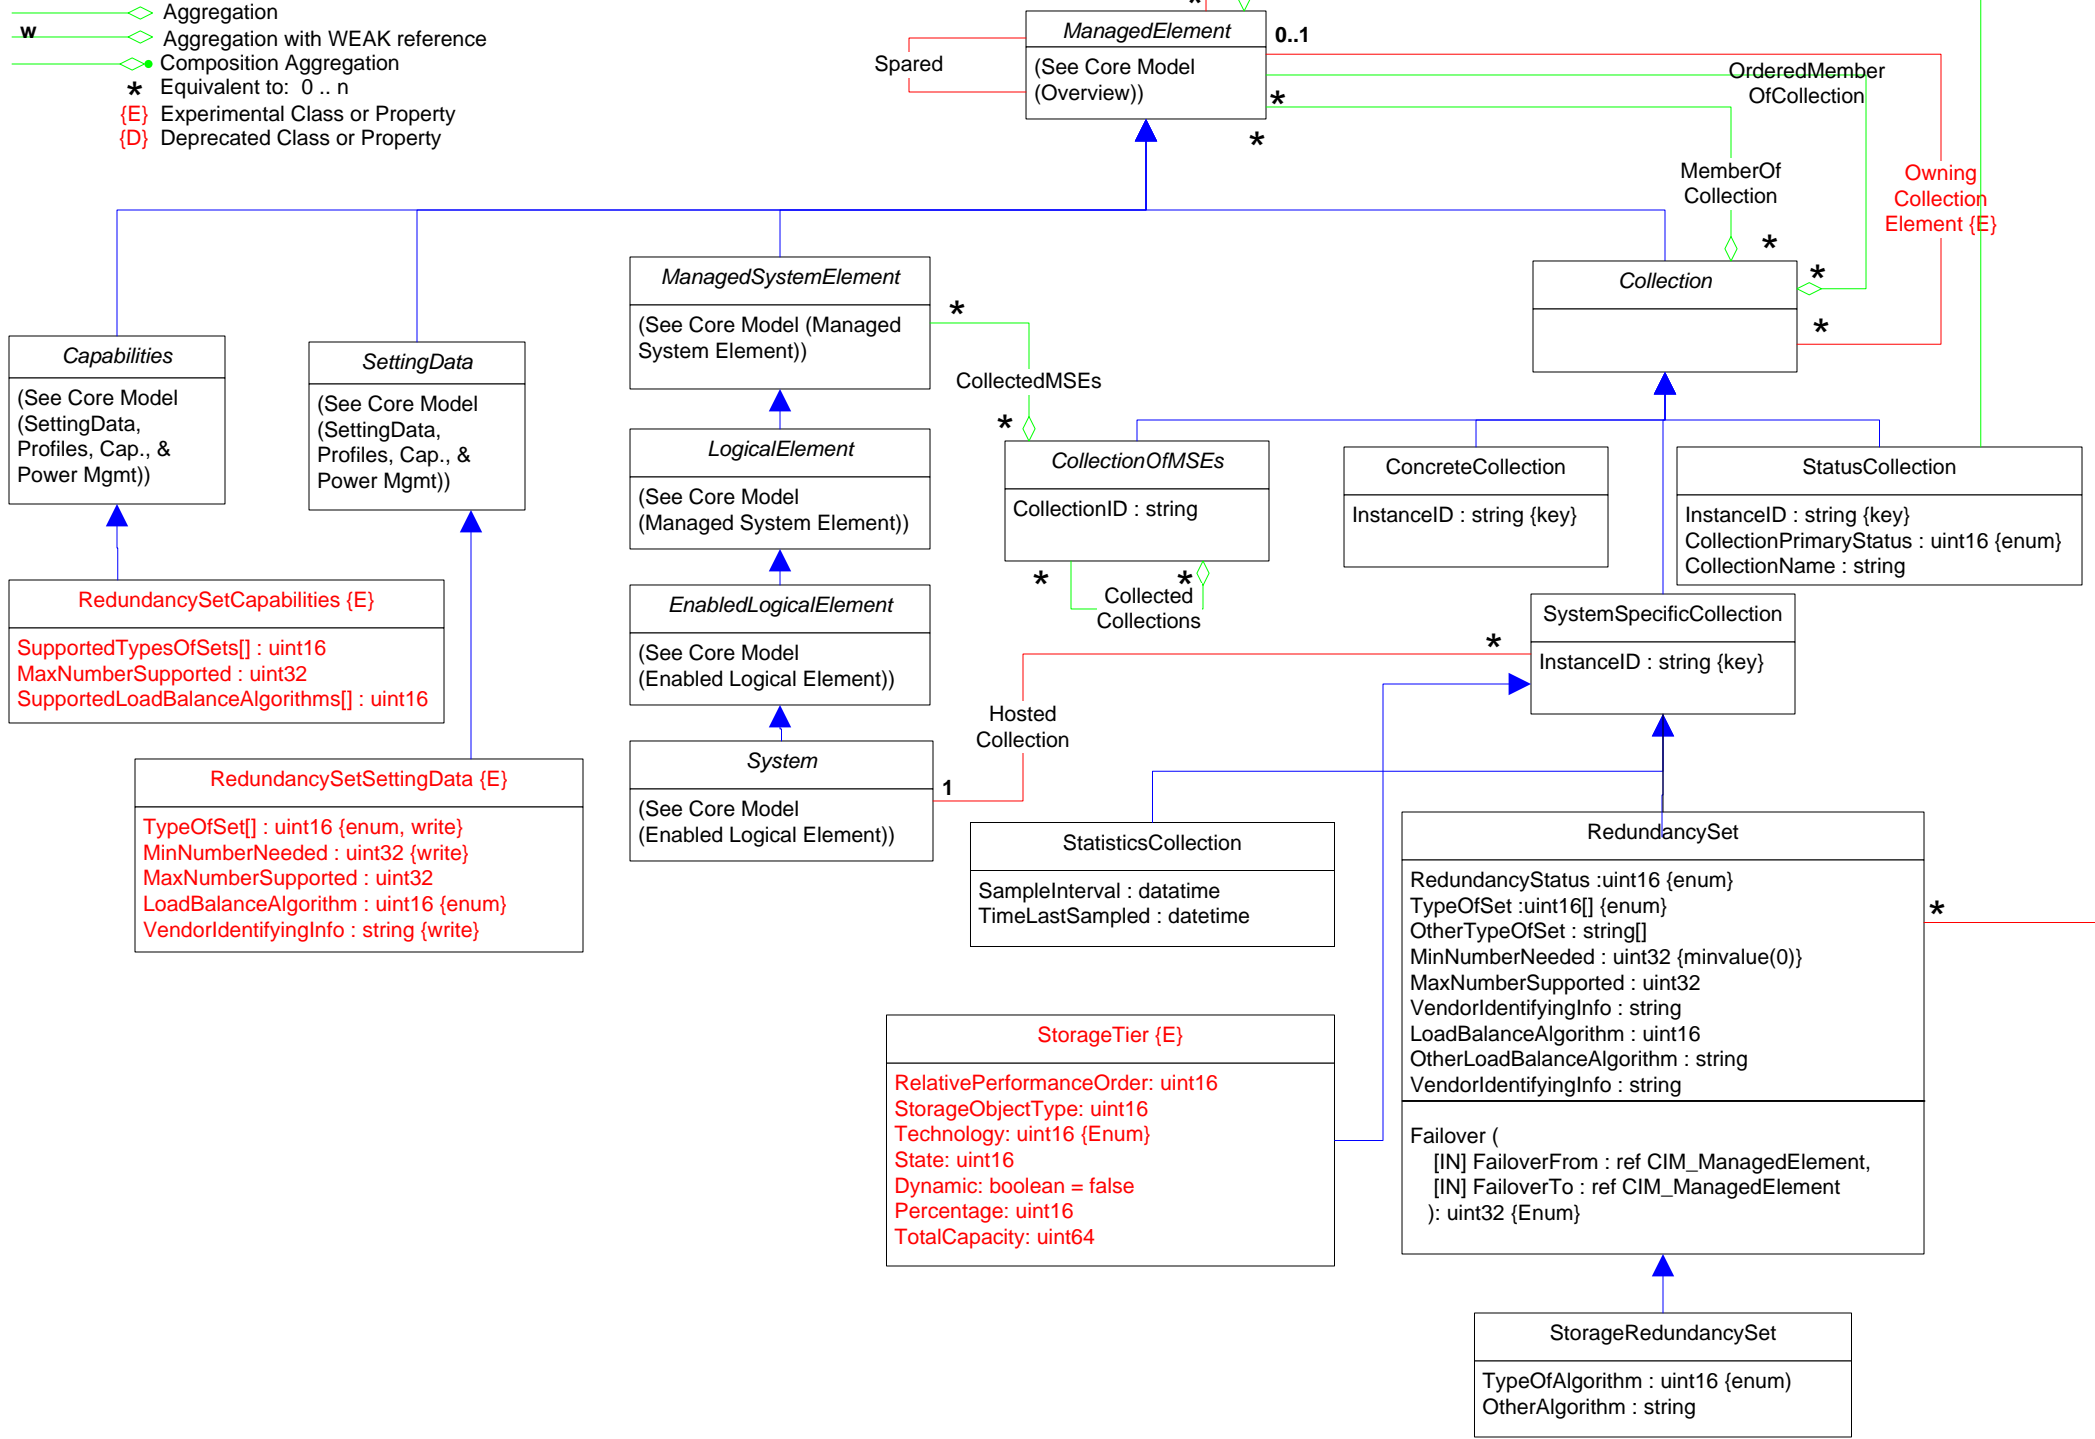 Aggregation
w
Aggregation with WEAK reference
Composition Aggregation
* Equivalent to: 0 .. n
{E} Experimental Class or Property
{D} Deprecated Class or Property
*
ManagedElement
(See Core Model
(Overview))
0..1
Spared
*
*
OrderedMember
OfCollection
MemberOf
Collection
*
Owning
Collection
Element {E}
Collection
*
*
Capabilities
(See Core Model
(SettingData,
Profiles, Cap., &
Power Mgmt))
SettingData
(See Core Model
(SettingData,
Profiles, Cap., &
Power Mgmt))
ManagedSystemElement
(See Core Model (Managed
System Element))
*
CollectedMSEs
*
LogicalElement
(See Core Model
(Managed System Element))
CollectionOfMSEs
CollectionID : string
*
*
Collected
Collections
ConcreteCollection
InstanceID : string {key}
StatusCollection
InstanceID : string {key}
CollectionPrimaryStatus : uint16 {enum}
CollectionName : string
RedundancySetCapabilities {E}
SupportedTypesOfSets[] : uint16
MaxNumberSupported : uint32
SupportedLoadBalanceAlgorithms[] : uint16
EnabledLogicalElement
(See Core Model
(Enabled Logical Element))
SystemSpecificCollection
InstanceID : string {key}
*
Hosted
Collection
1
System
(See Core Model
(Enabled Logical Element))
RedundancySetSettingData {E}
TypeOfSet[] : uint16 {enum, write}
MinNumberNeeded : uint32 {write}
MaxNumberSupported : uint32
LoadBalanceAlgorithm : uint16 {enum}
VendorIdentifyingInfo : string {write}
StatisticsCollection
SampleInterval : datatime
TimeLastSampled : datetime
RedundancySet
RedundancyStatus :uint16 {enum}
TypeOfSet :uint16[] {enum}
OtherTypeOfSet : string[]
MinNumberNeeded : uint32 {minvalue(0)}
MaxNumberSupported : uint32
VendorIdentifyingInfo : string
LoadBalanceAlgorithm : uint16
OtherLoadBalanceAlgorithm : string
VendorIdentifyingInfo : string
Failover (
[IN] FailoverFrom : ref CIM_ManagedElement,
[IN] FailoverTo : ref CIM_ManagedElement
): uint32 {Enum}
*
StorageTier {E}
RelativePerformanceOrder: uint16
StorageObjectType: uint16
Technology: uint16 {Enum}
State: uint16
Dynamic: boolean = false
Percentage: uint16
TotalCapacity: uint64
StorageRedundancySet
TypeOfAlgorithm : uint16 {enum)
OtherAlgorithm : string